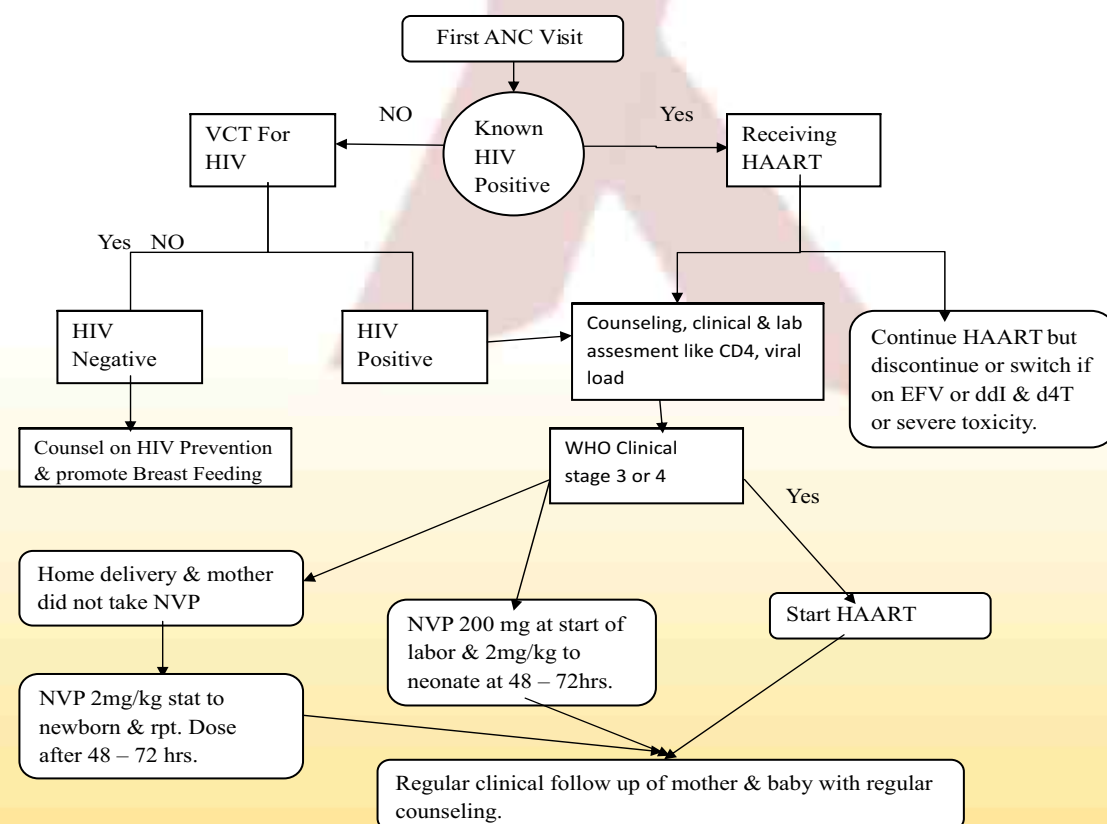 First ANC Visit
NO
Yes
VCT For
HIV
Known
HIV
Positive
Receiving
HAART
Yes NO
HIV
Negative
HIV
Positive
Counseling, clinical & lab
assesment like CD4, viral
load
Continue HAART but
discontinue or switch if
on EFV or ddI & d4T
or severe toxicity.
Counsel on HIV Prevention
& promote Breast Feeding
WHO Clinical
stage 3 or 4
Yes
Home delivery & mother
did not take NVP
NVP 200 mg at start of
labor & 2mg/kg to
neonate at 48 – 72hrs.
Start HAART
NVP 2mg/kg stat to
newborn & rpt. Dose
after 48 – 72 hrs.
Regular clinical follow up of mother & baby with regular
counseling.